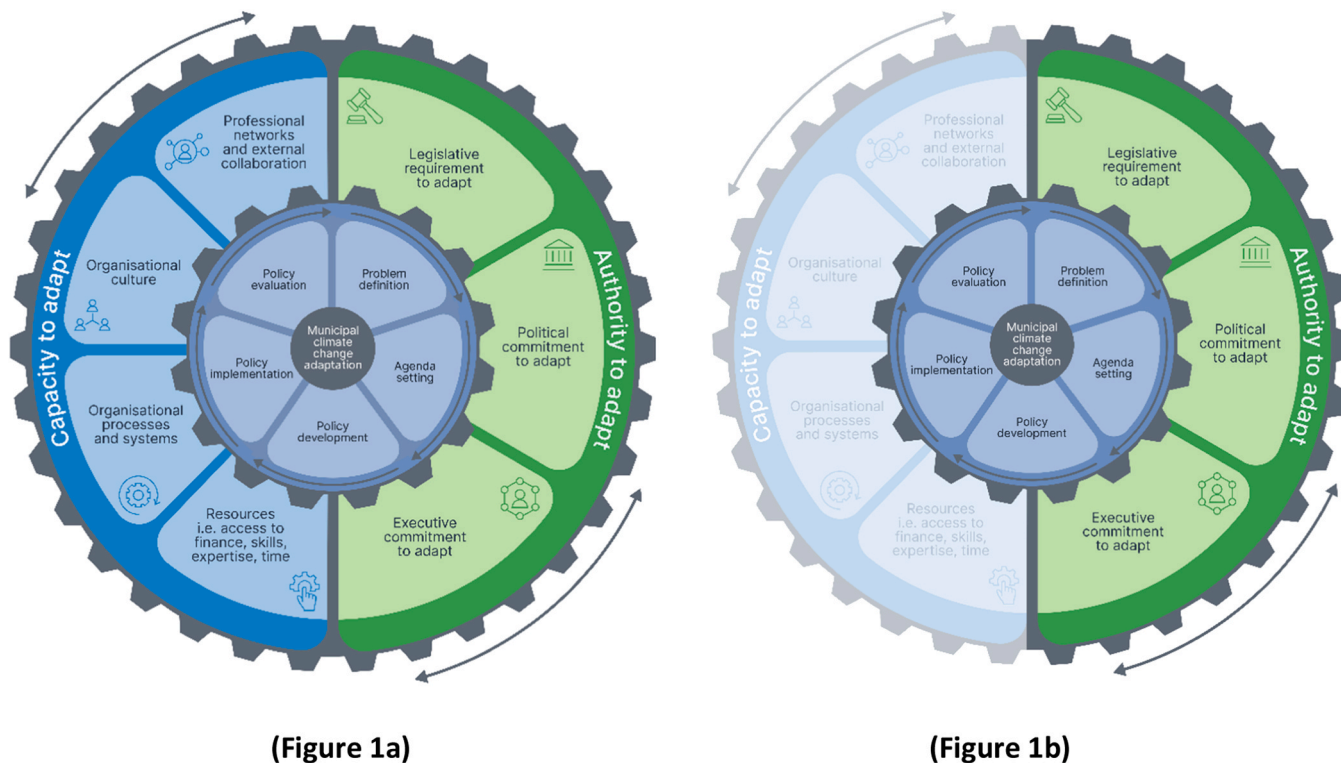 Professional
networks
and external
collaboration
Legislative
requirement
to adapt
Organisational
culture
Capacity to adapt
Policy
evaluation
Problem
definition
Municipal
climate
change
adaptation
Policy
implementation
Agenda
setting
Policy
development
Political
commitment
to adapt
Authority to adapt
Organisational
processes
and systems
Resources
i.e. access to
finance, skills,
expertise, time
Executive
commitment
to adapt
(Figure 1a)
Professional
networks
and external
collaboration
Legislative
requirement
to adapt
Organisational
culture
Capacity to adapt
Policy
evaluation
Problem
definition
Municipal
climate
change
adaptation
Policy
implementation
Agenda
setting
Policy
development
Political
commitment
to adapt
Authority to adapt
Organisational
processes
and systems
Resources
i.e. access to
finance, skills,
expertise, time
Executive
commitment
to adapt
(Figure 1b)